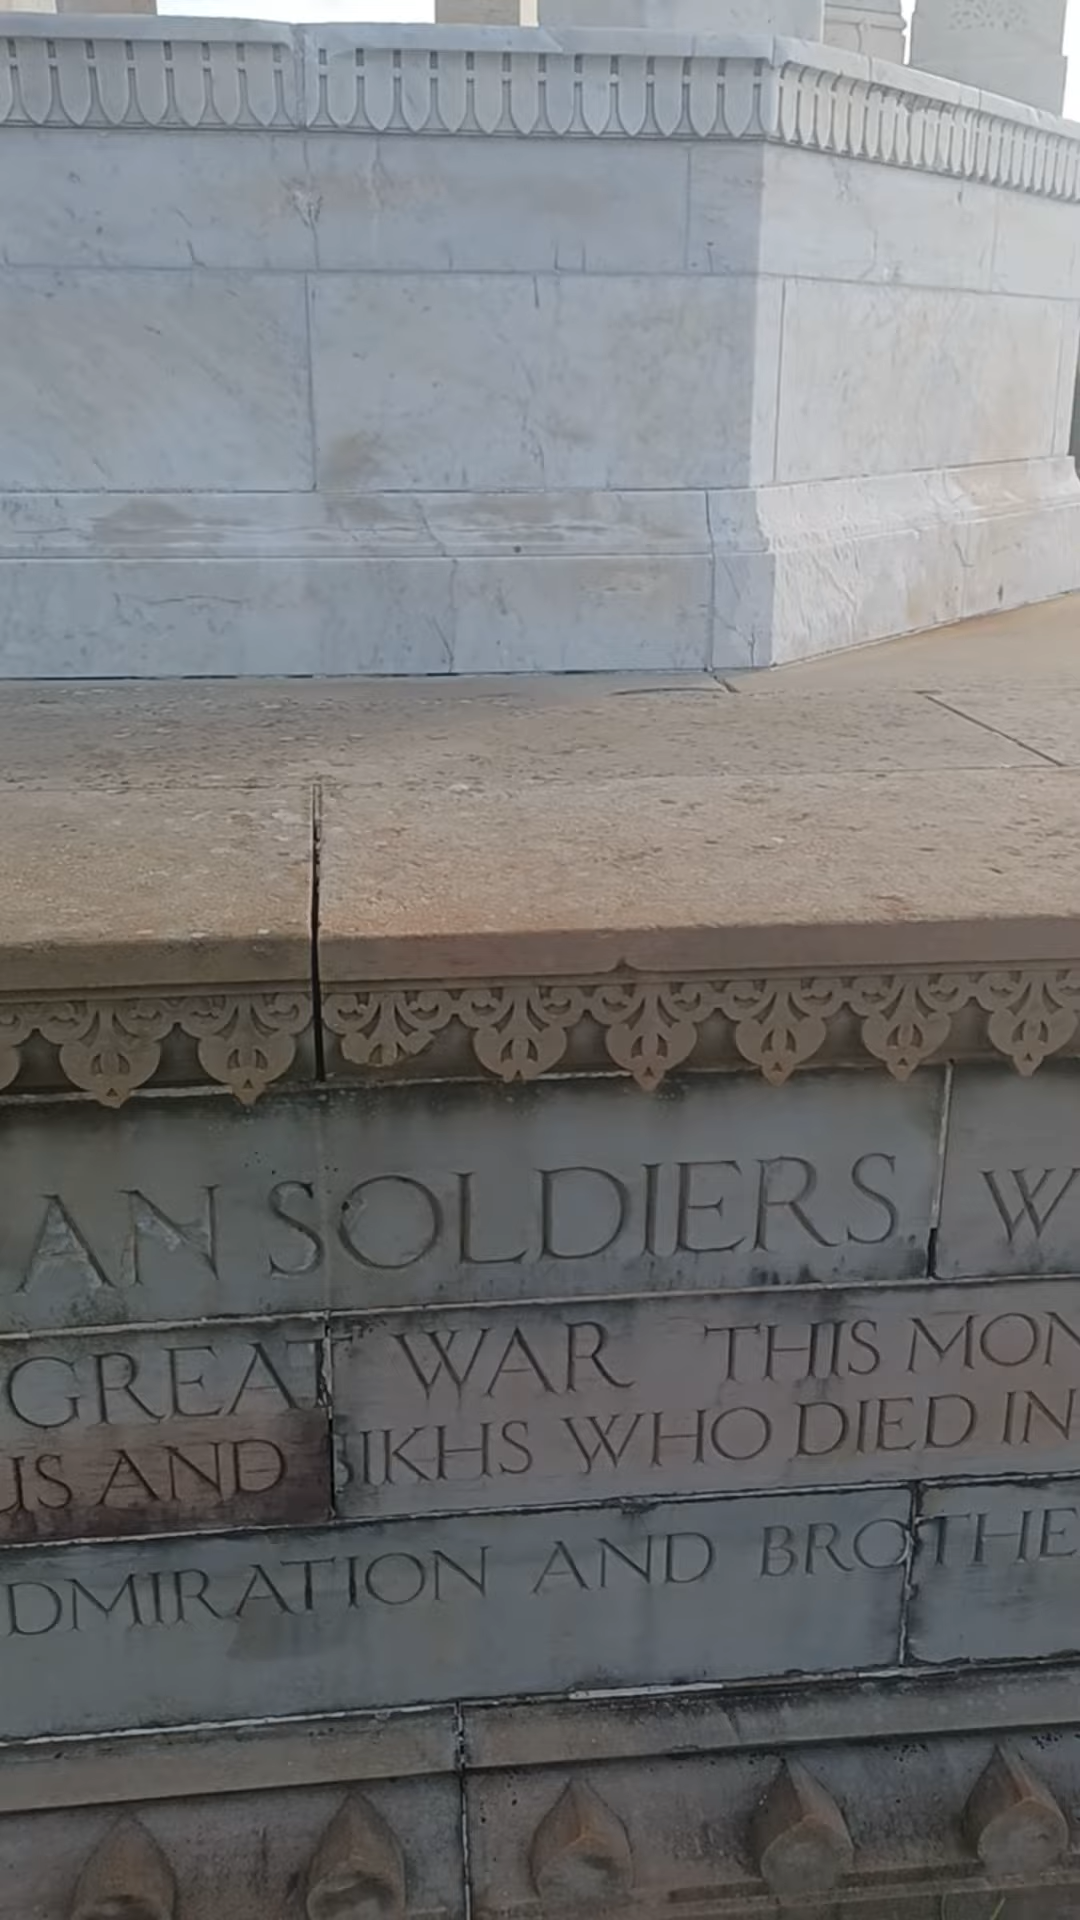 AN SOLDIERS W
GREAT WAR THIS MON
US AND SIKHS WHO DIED IN
DMIRATION AND BROTHE